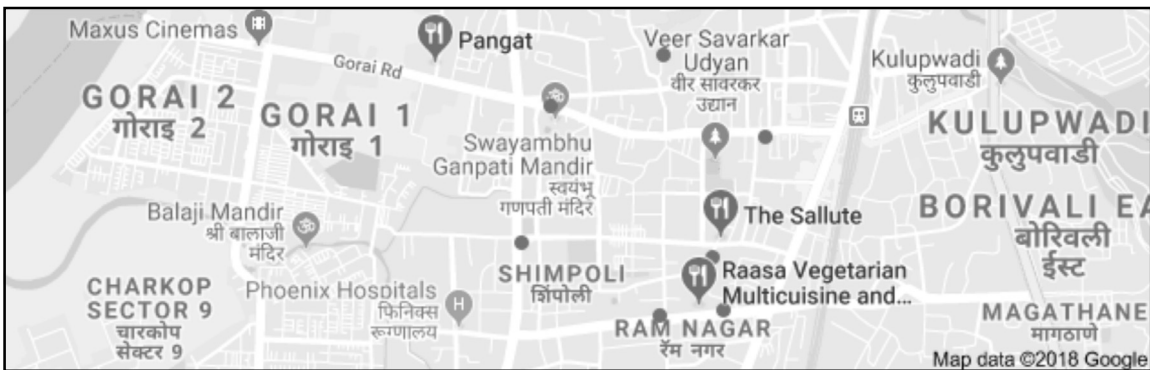 Maxus Cinemas
Pangat
Gorai Rd
Veer Savarkar
Udyan
वीर सावरकर
उद्यान
Kulupwadi
कुलुपवाडी
GORAI 2
गोराइ 2
GORAI 1
गोराइ 1
Swayambhu
Ganpati Mandir
स्वयंभू
गणपती मंदिर
KULUPWADI
कुलुपवाडी
Balaji Mandir
श्री बालाजी
मंदिर
The Sallute
BORIVALI EA
बोरिवली
ईस्ट
SHIMPOLI
शिंपोली
Raasa Vegetarian
Multicuisine and...
CHARKOP
SECTOR 9
चारकोप
सेक्टर 9
Phoenix Hospitals
फिनिक्स
रूग्णालय
H
RAM NAGAR
रॅम नगर
MAGATHANE
मागठाणे
Map data ©2018 Google